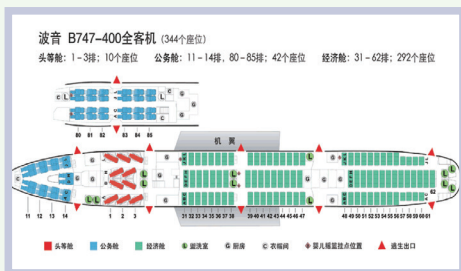 波音 B747-400全客机 (344个座位)
头等舱：1-3排；10个座位 公务舱：11-14排，80-85排；42个座位 经济舱：31-62排；292个座位
80 81 82 83 84 85
机翼
11 12 13 14 1 2 3 31 32 33 34 35 36 37 38 39 40 41 42 43 44 45 46 47 48 49 50 51 52 53 54 55 56 57 58 59 60 61
62
头等舱 公务舱 经济舱 L 盥洗室 G 厨房 C 衣帽间 婴儿摇篮挂点位置 逃生出口